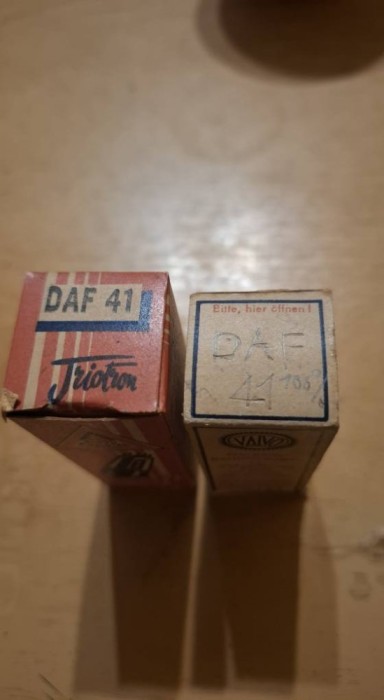 DAF 41
Triotron
Bitte, hier öffnen!
DAF
41
VALVO